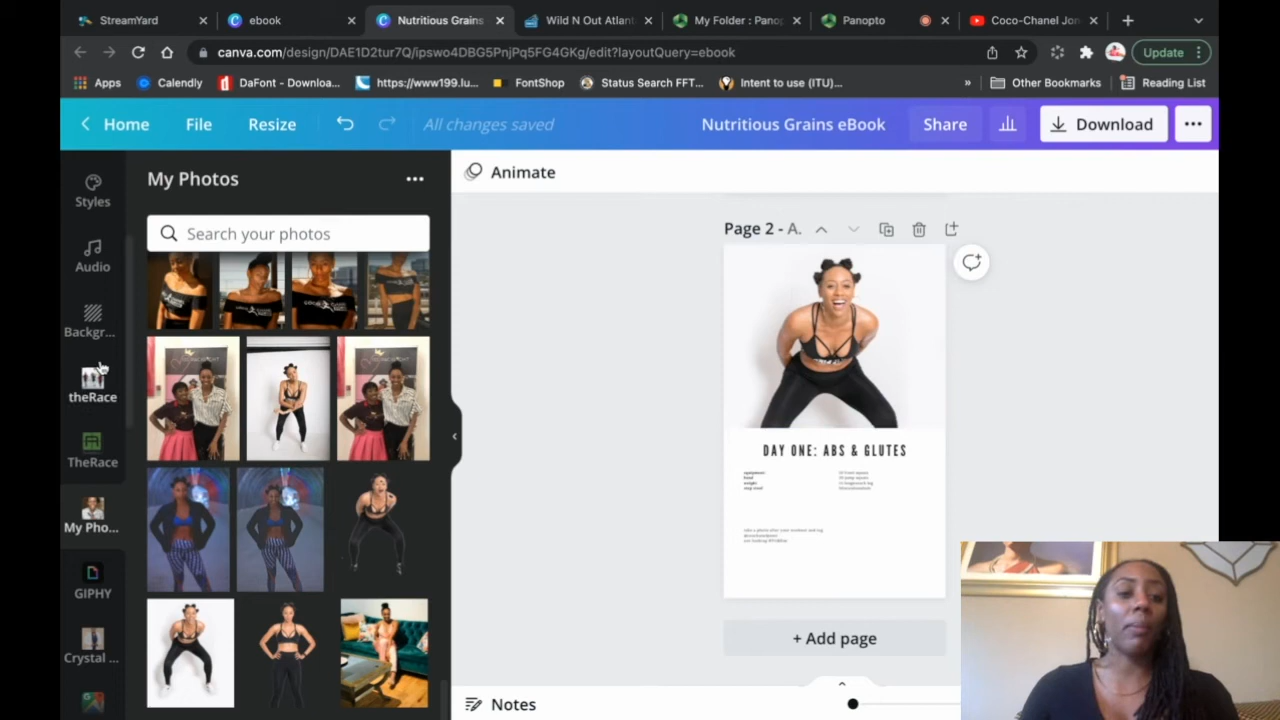 StreamYard
ebook
Nutritious Grains
Wild N Out Atlan
My Folder : Panop
Panopto
Coco-Chanel Jon
canva.com/design/DAE1D2tur7Q/ipswo4DBG5PnjPq5FG4GKg/edit?layoutQuery=ebook
Update
Apps
Calendly
DaFont - Downloa...
https://www199.lu...
FontShop
Status Search FFT...
Intent to use (ITU)...
»
Other Bookmarks
Reading List
Home
File
Resize
All changes saved
Nutritious Grains eBook
Share
Download
Styles
Audio
Backgr...
theRace
TheRace
My Pho...
GIPHY
Crystal ...
My Photos
Search your photos
Animate
Page 2 - A.
DAY ONE: ABS & GLUTES
+ Add page
Notes